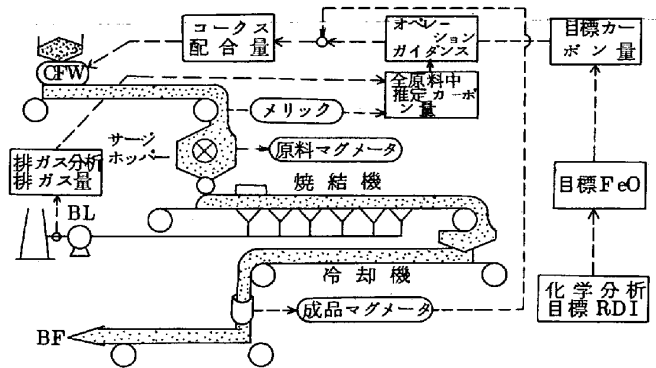 コークス
配合量
オペレー
ション
ガイダンス
目標カー
ボン量
CFW
全原料中
推定カーボ
ン量
メリック
サージ
ホッパー
原料マグメータ
排ガス分析
排ガス量
焼結機
目標FeO
BL
冷却機
化学分析
目標RDI
成品マグメータ
BF